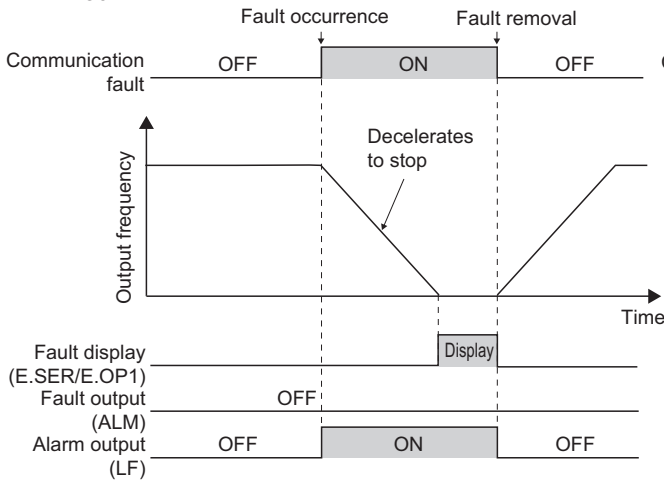 Fault occurrence
Fault removal
Communication
fault
OFF
ON
OFF
Output frequency
Decelerates
to stop
Time
Fault display
(E.SER/E.OP1)
Display
Fault output
(ALM)
OFF
Alarm output
(LF)
OFF
ON
OFF